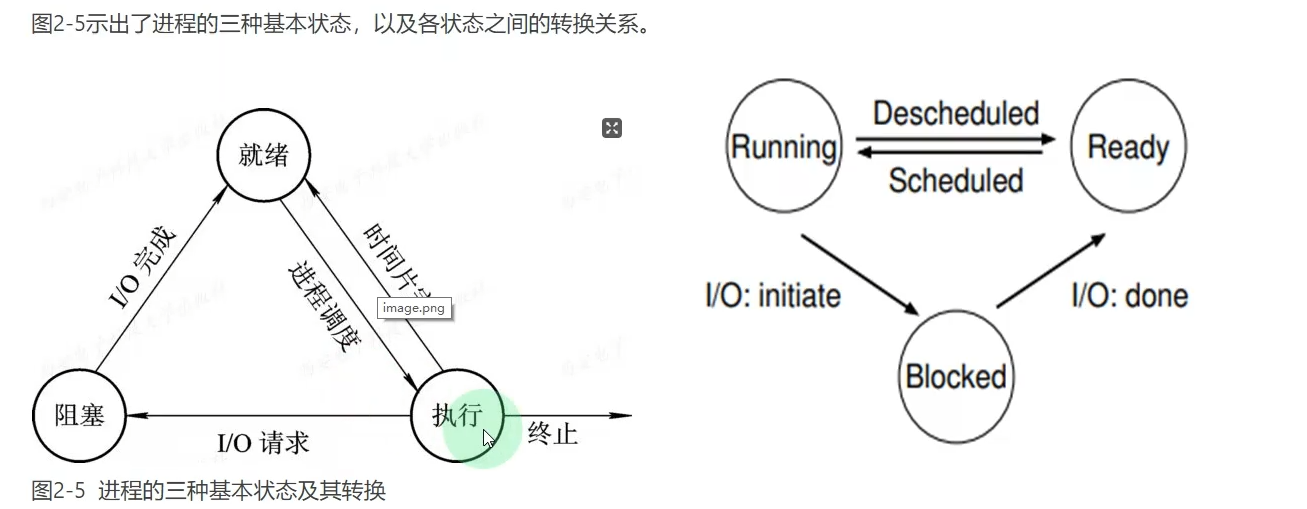 图2-5示出了进程的三种基本状态，以及各状态之间的转换关系。
就绪
I/O 完成
进程调度
时间片
image.png
阻塞
执行
I/O 请求
终止
图2-5 进程的三种基本状态及其转换
Descheduled
Running
Ready
Scheduled
I/O: initiate
I/O: done
Blocked